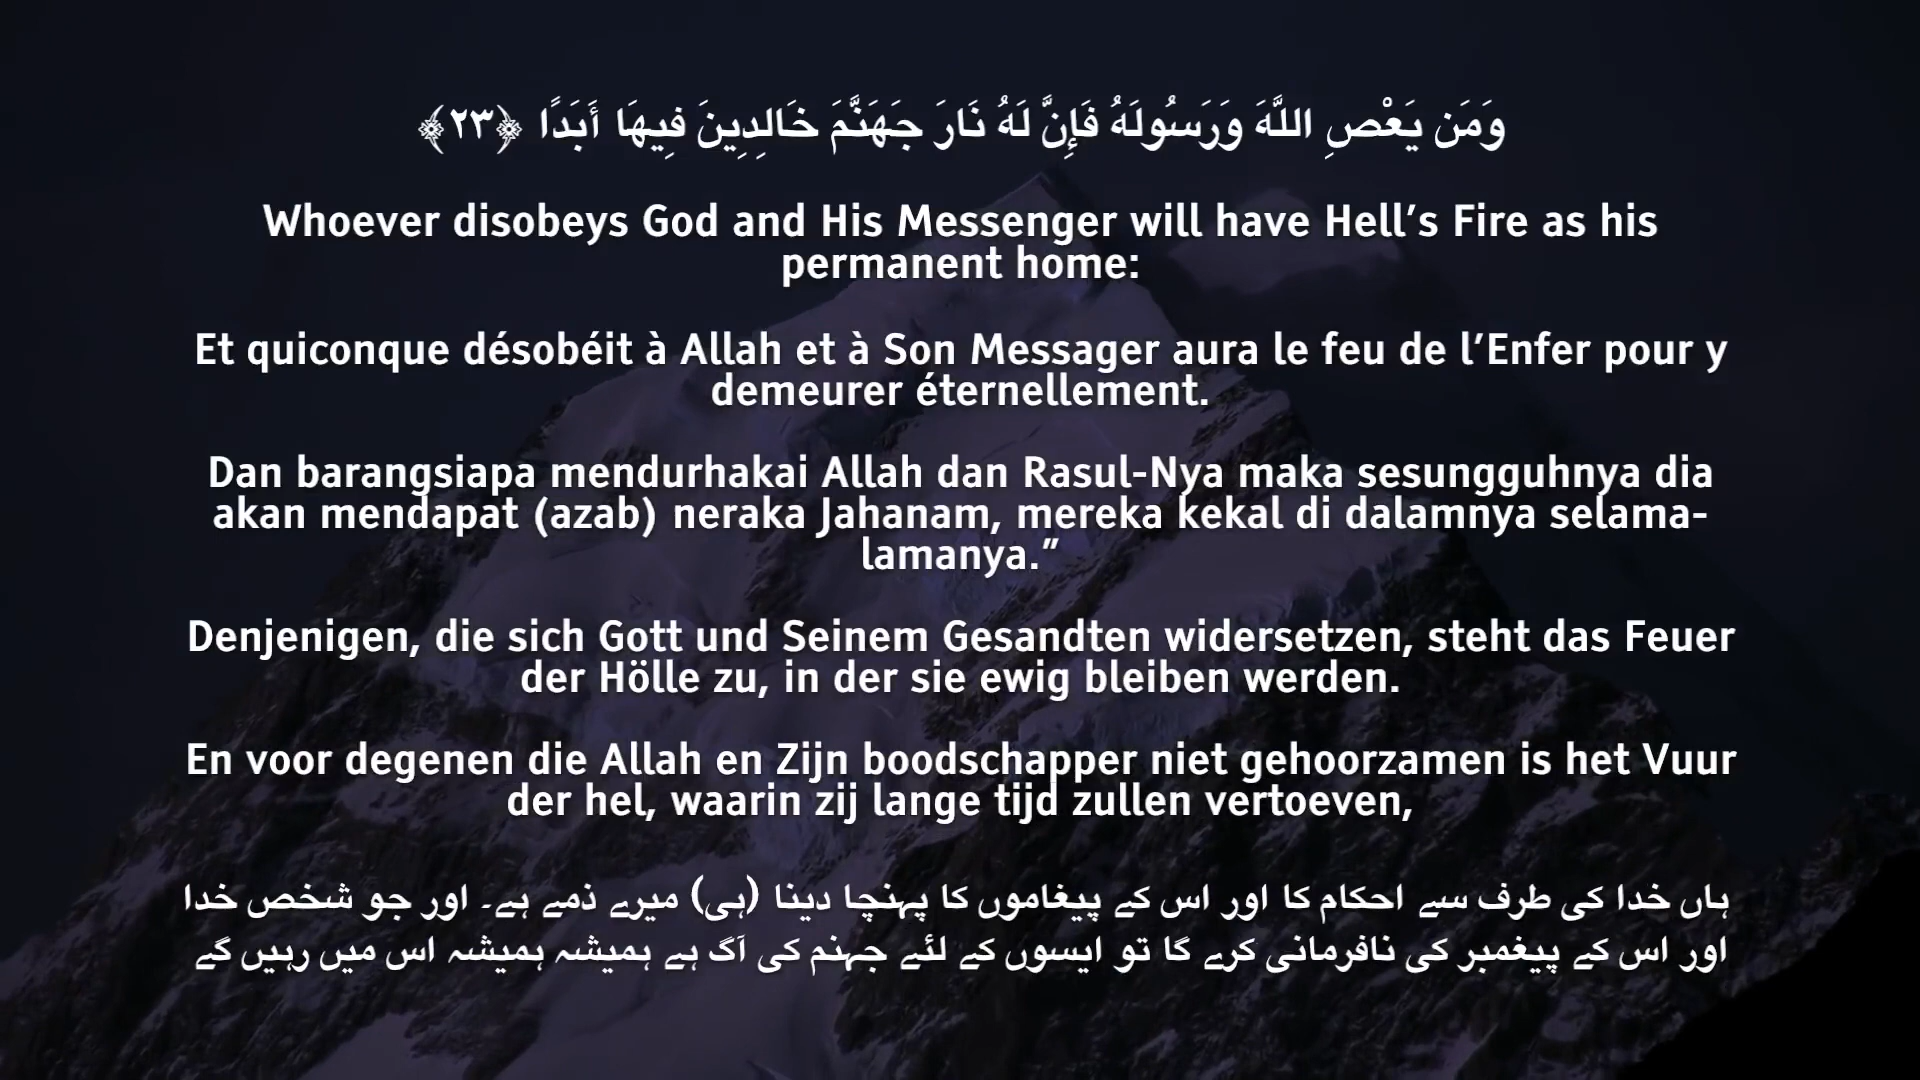 وَمَن يَعْصِ اللَّهَ وَرَسُولَهُ فَإِنَّ لَهُ نَارَ جَهَنَّمَ خَالِدِينَ فِيهَا أَبَدًا ﴿٢٣﴾
Whoever disobeys God and His Messenger will have Hell’s Fire as his
permanent home:
Et quiconque désobéit à Allah et à Son Messager aura le feu de l’Enfer pour y
demeurer éternellement.
Dan barangsiapa mendurhakai Allah dan Rasul-Nya maka sesungguhnya dia
akan mendapat (azab) neraka Jahanam, mereka kekal di dalamnya selama-
lamanya.”
Denjenigen, die sich Gott und Seinem Gesandten widersetzen, steht das Feuer
der Hölle zu, in der sie ewig bleiben werden.
En voor degenen die Allah en Zijn boodschapper niet gehoorzamen is het Vuur
der hel, waarin zij lange tijd zullen vertoeven,
ہاں خدا کی طرف سے احکام کا اور اس کے پیغاموں کا پہنچا دینا (ہی) میرے ذمے ہے۔ اور جو شخص خدا
اور اس کے پیغمبر کی نافرمانی کرے گا تو ایسوں کے لئے جہنم کی آگ ہے ہمیشہ ہمیشہ اس میں رہیں گے